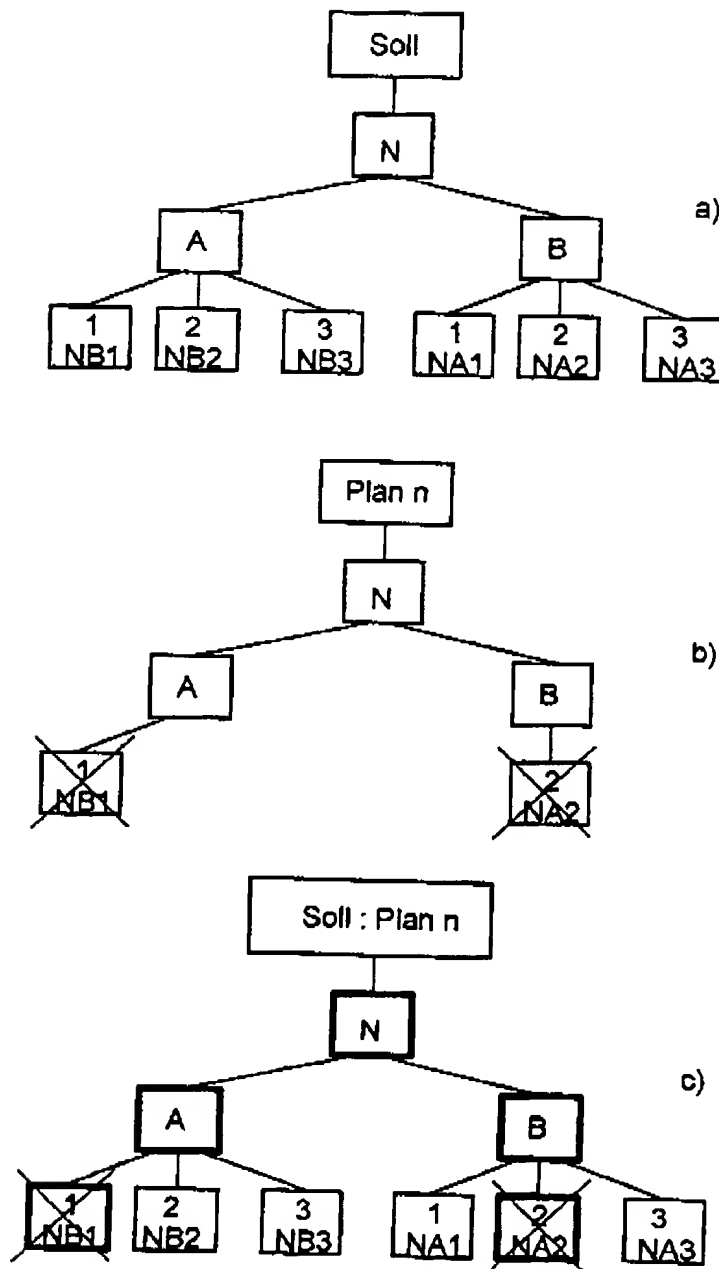 Soll
N
a)
A B
1 2 3 1 2 3
NB1 NB2 NB3 NA1 NA2 NA3
Plan n
N
b)
A B
1 2
NB1 NA2
Soll : Plan n
N
c)
A B
1 2 3 1 2 3
NB1 NB2 NB3 NA1 NA2 NA3